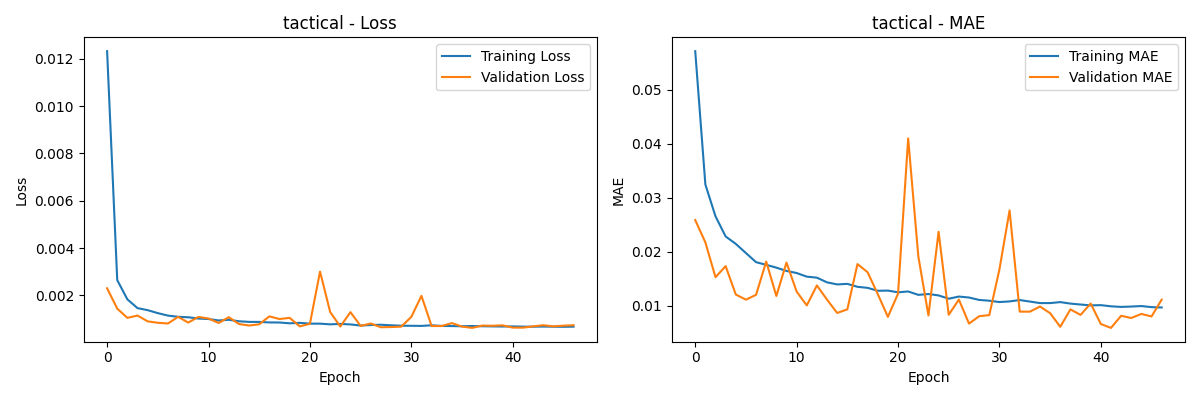 tactical - Loss
Training Loss
Validation Loss
0.012
0.010
0.008
0.006
0.004
0.002
Loss
0 10 20 30 40
Epoch
tactical - MAE
Training MAE
Validation MAE
0.05
0.04
0.03
0.02
0.01
MAE
0 10 20 30 40
Epoch